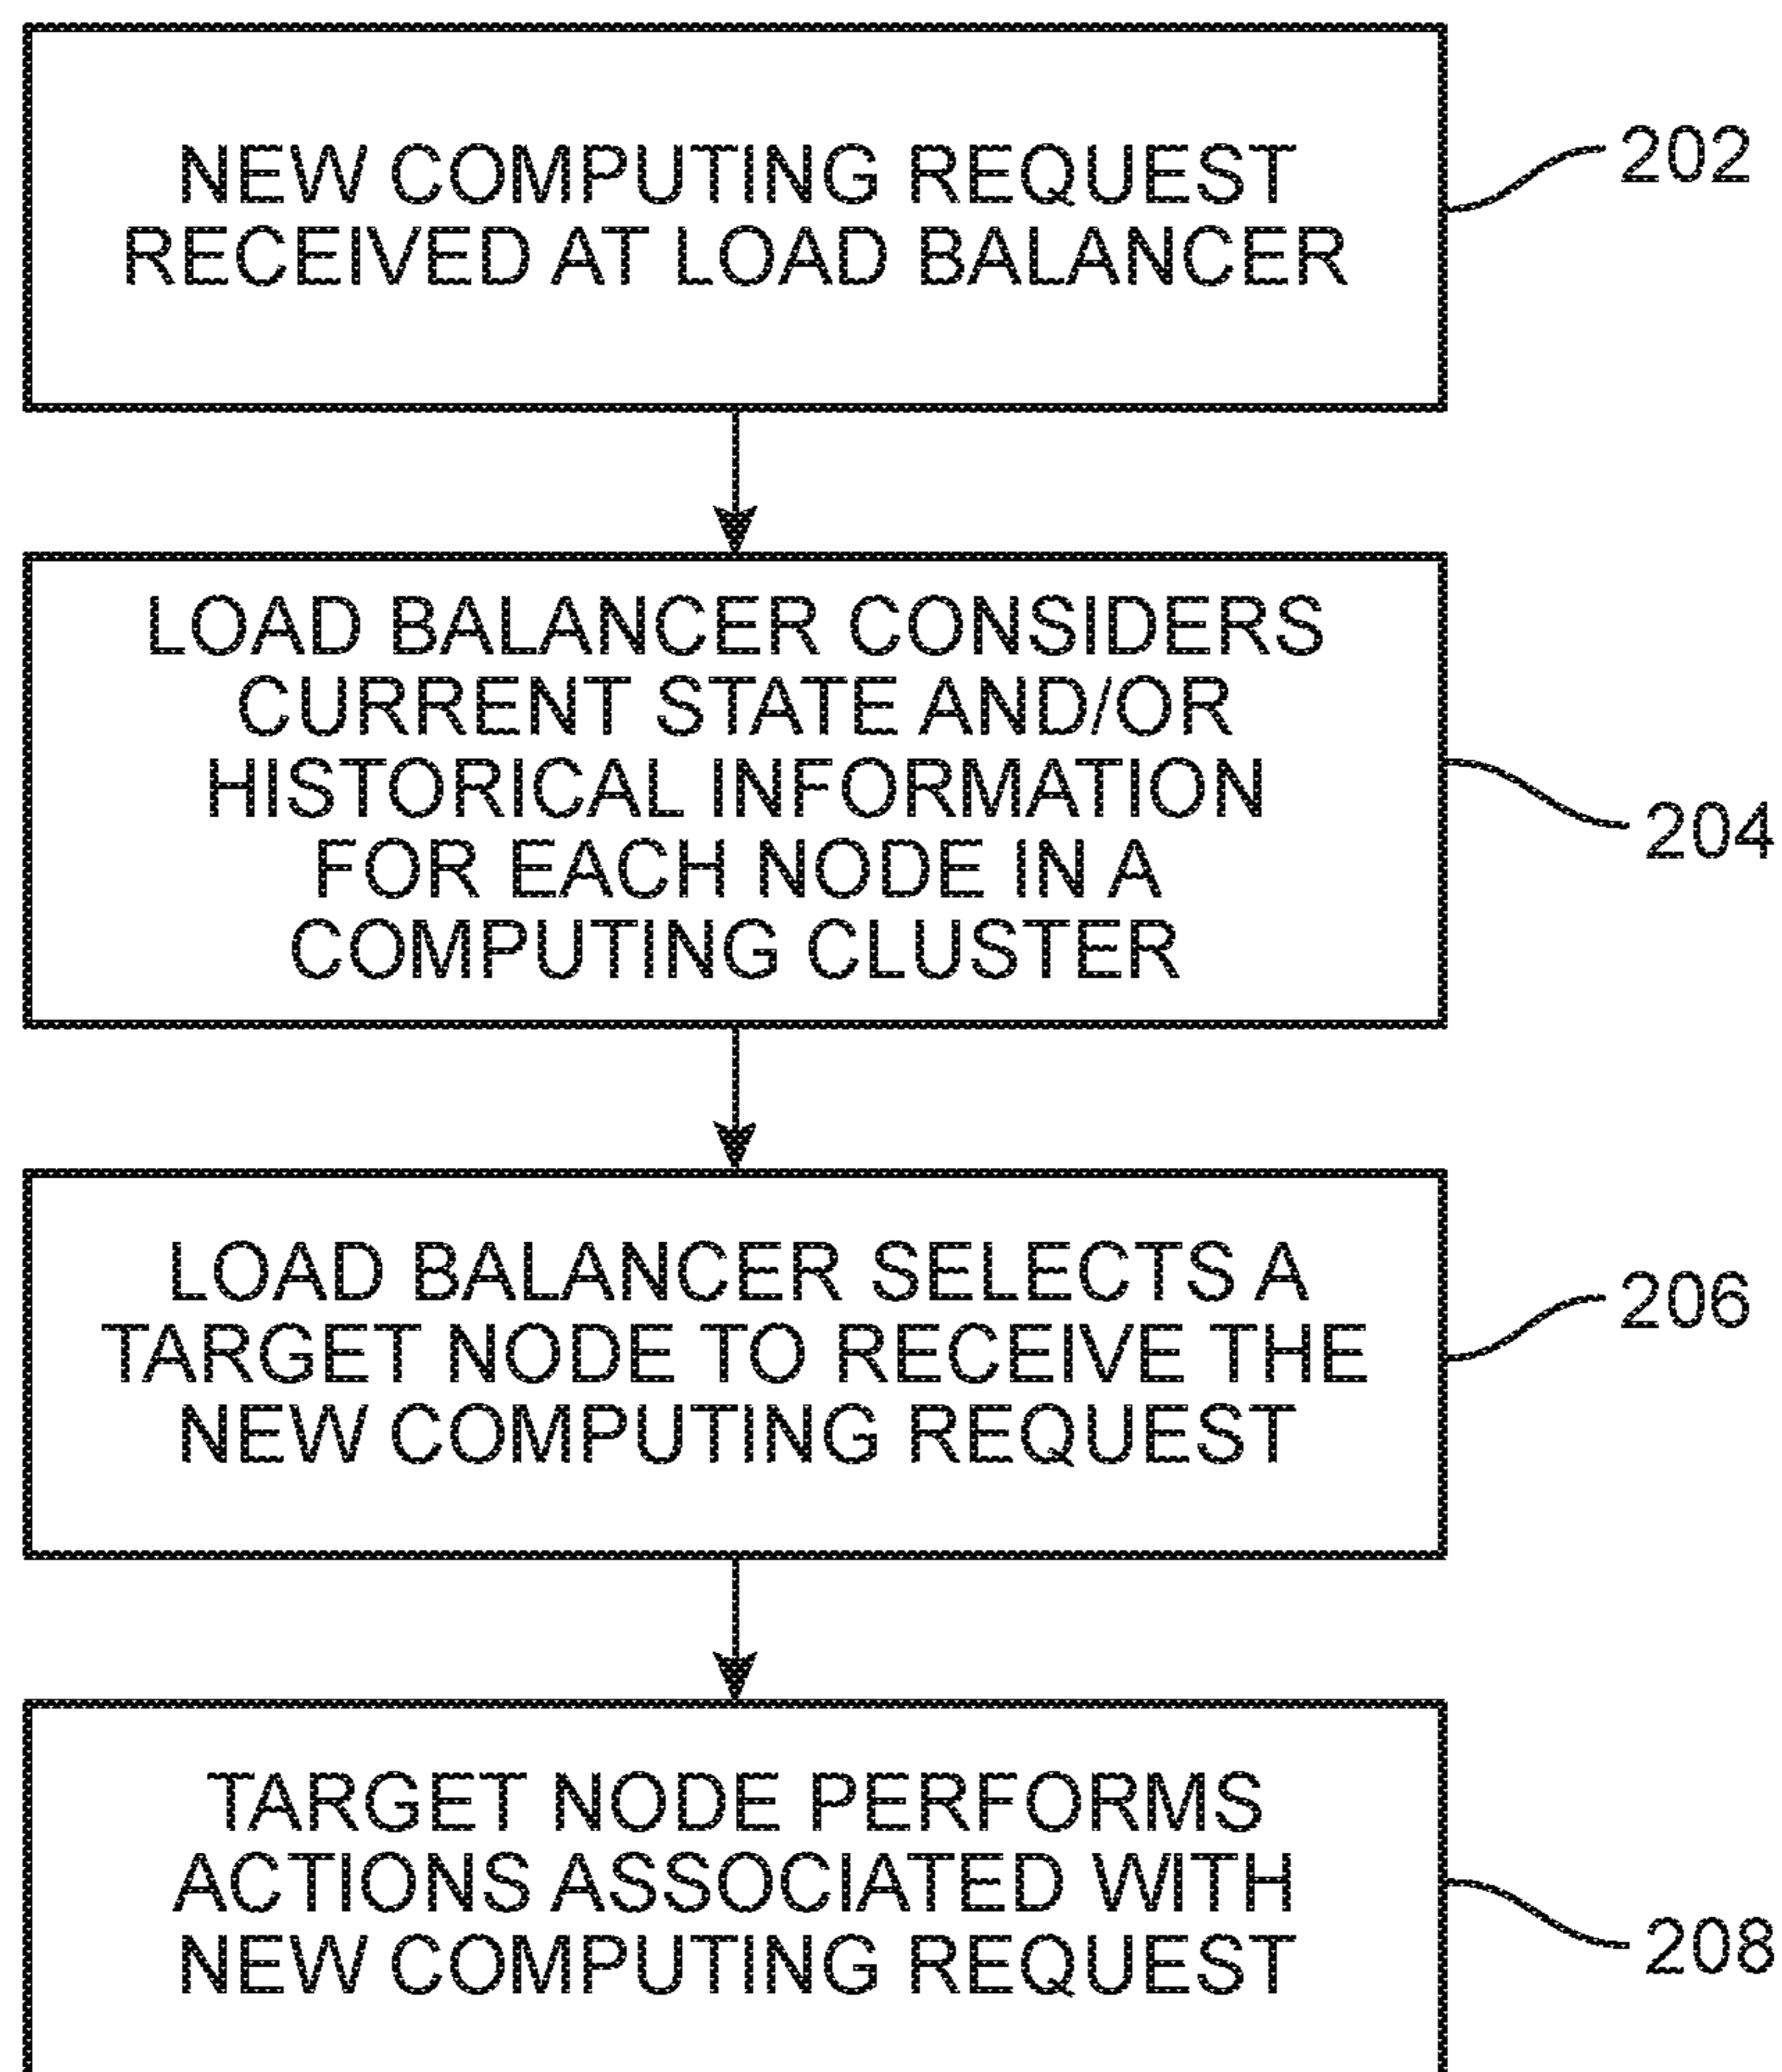 NEW COMPUTING REQUEST
RECEIVED AT LOAD BALANCER
202
LOAD BALANCER CONSIDERS
CURRENT STATE AND/OR
HISTORICAL INFORMATION
FOR EACH NODE IN A
COMPUTING CLUSTER
204
LOAD BALANCER SELECTS A
TARGET NODE TO RECEIVE THE
NEW COMPUTING REQUEST
206
TARGET NODE PERFORMS
ACTIONS ASSOCIATED WITH
NEW COMPUTING REQUEST
208